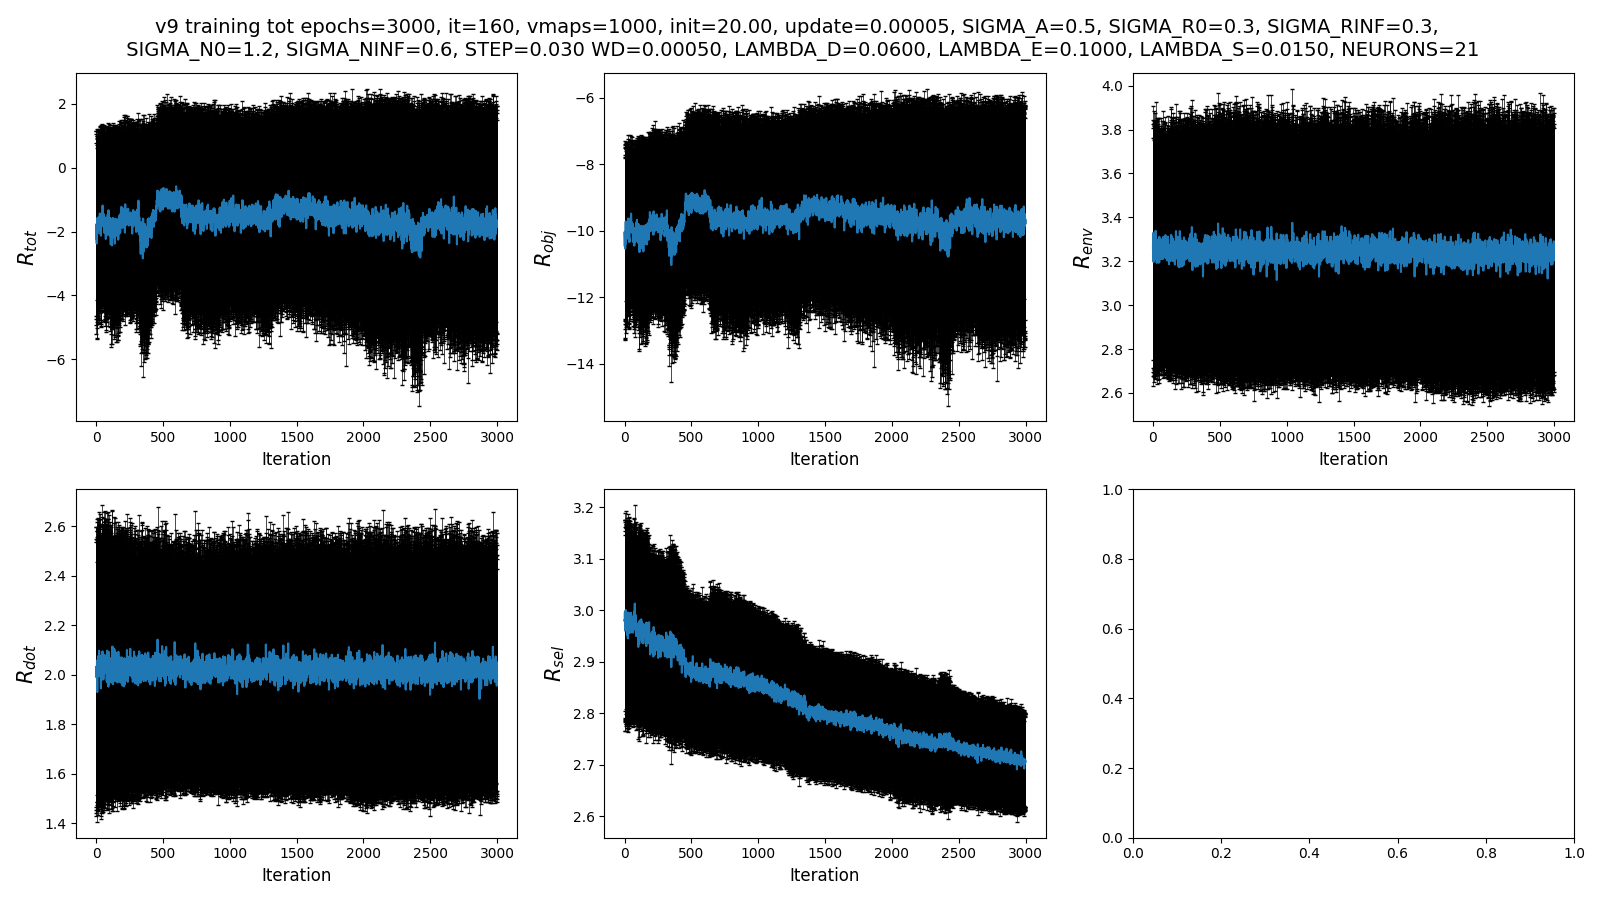 v9 training tot epochs=3000, it=160, vmaps=1000, init=20.00, update=0.00005, SIGMA_A=0.5, SIGMA_R0=0.3, SIGMA_RINF=0.3,
SIGMA_N0=1.2, SIGMA_NINF=0.6, STEP=0.030 WD=0.00050, LAMBDA_D=0.0600, LAMBDA_E=0.1000, LAMBDA_S=0.0150, NEURONS=21
R_tot
2
0
−2
−4
−6
0 500 1000 1500 2000 2500 3000
Iteration
R_obj
−6
−8
−10
−12
−14
0 500 1000 1500 2000 2500 3000
Iteration
R_env
4.0
3.8
3.6
3.4
3.2
3.0
2.8
2.6
0 500 1000 1500 2000 2500 3000
Iteration
R_dot
2.6
2.4
2.2
2.0
1.8
1.6
1.4
0 500 1000 1500 2000 2500 3000
Iteration
R_sel
3.2
3.1
3.0
2.9
2.8
2.7
2.6
0 500 1000 1500 2000 2500 3000
Iteration
1.0
0.8
0.6
0.4
0.2
0.0
0.0 0.2 0.4 0.6 0.8 1.0